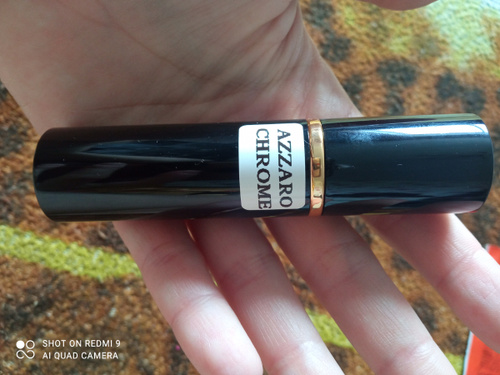 AZZARO
CHROME
SHOT ON REDMI 9
AI QUAD CAMERA